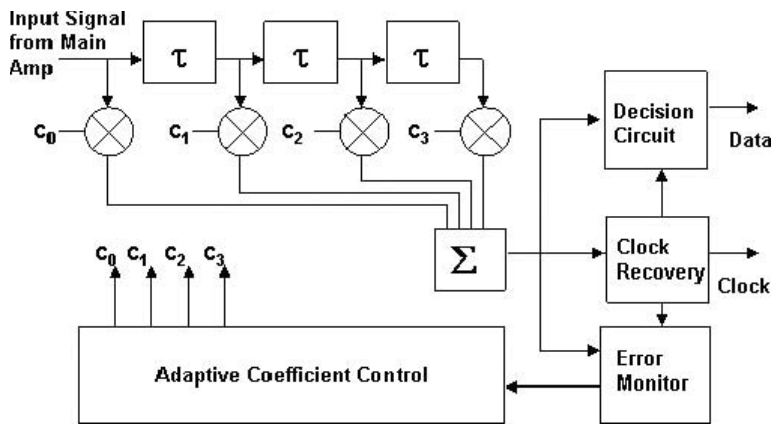 Input Signal
from Main
Amp
τ
τ
τ
C0
C1
C2
C3
Decision
Circuit
Data
Σ
Clock
Recovery
Clock
C0
C1
C2
C3
Adaptive Coefficient Control
Error
Monitor